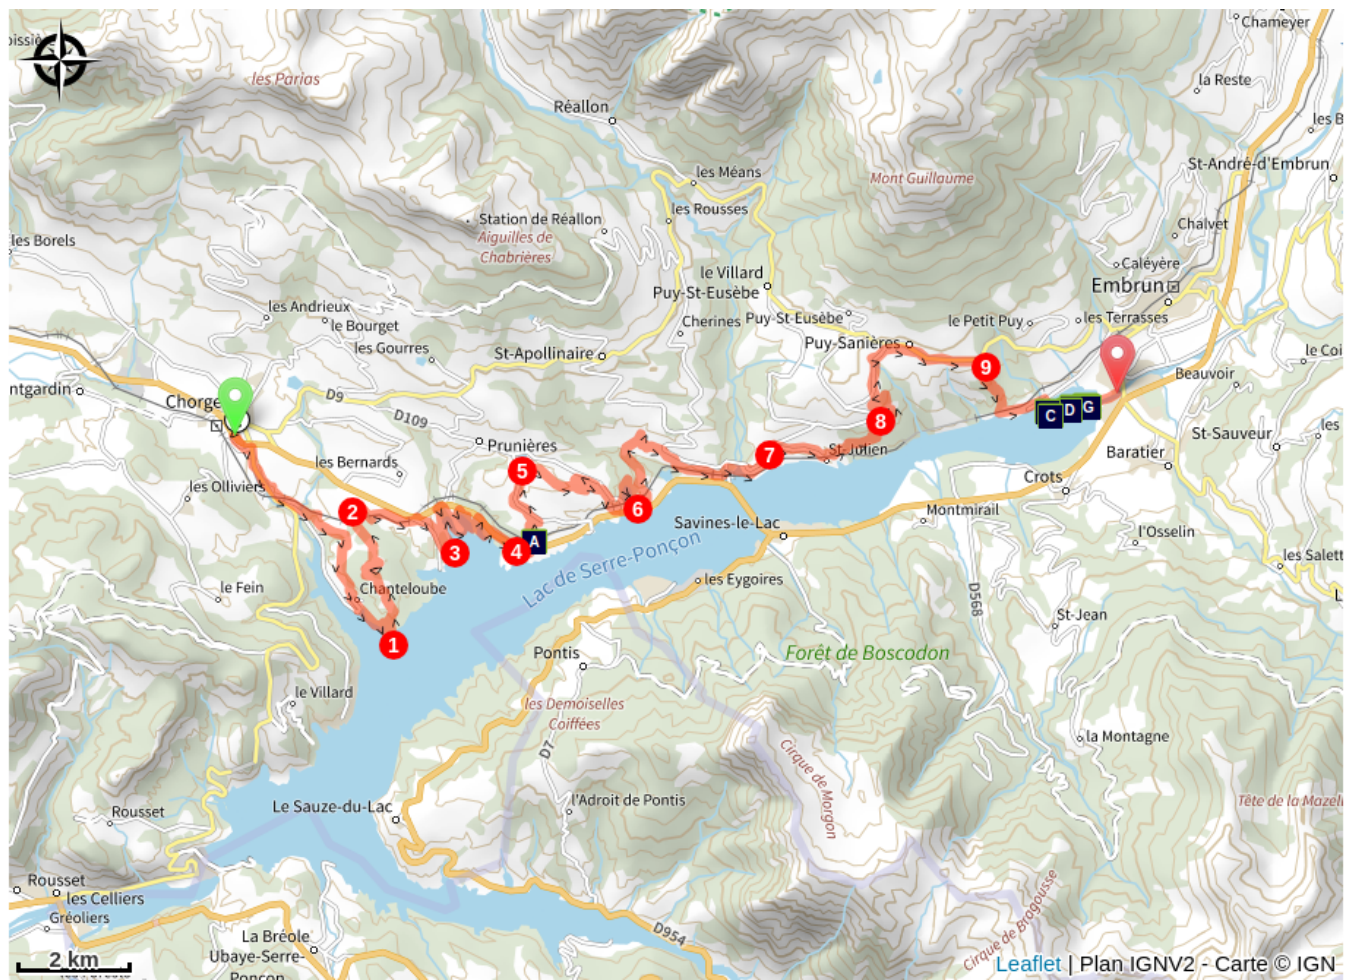 Chameyer
les Parias
la Reste
Réallon
les B
St-André-d'Embrun
les Méans
Mont Guillaume
les Rousses
Station de Réallon
Chalvet
Aiguilles de
Chabrières
les Borels
Caléyère
le Villard
Embrun
Puy-St-Eusèbe
les Andrieux
le Bourget
Cherines
Puy-St-Eusèbe
le Petit Puy
les Terrasses
les Gourres
St-Apollinaire
Puy-Sanières
les Coi
9
Beauvoir
ntgardin
D9
Chorge
D109
C
D
G
8
St-Sauveur
les
Prunières
St-Julien
7
Baratier
les Bernards
5
Crots
les Olliviers
2
6
Montmirail
Savines-le-Lac
l'Osselin
3
4
A
Lac de Serre-Ponçon
les Salett
le Fein
Chanteloube
les Eygoires
D568
L
St-Jean
1
Pontis
Forêt de Boscodon
le Villard
les Demoiselles
Coiffées
D7
Cirque de Morgon
la Montagne
Le Sauze-du-Lac
l'Adroit de Pontis
Tête de la Mazell
Rousset
Rousset
les Celliers
Gréoliers
Cirque de Bragousse
La Bréole
Ubaye-Serre-
Ponçon
D954
2 km
Leaflet | Plan IGNV2 - Carte © IGN